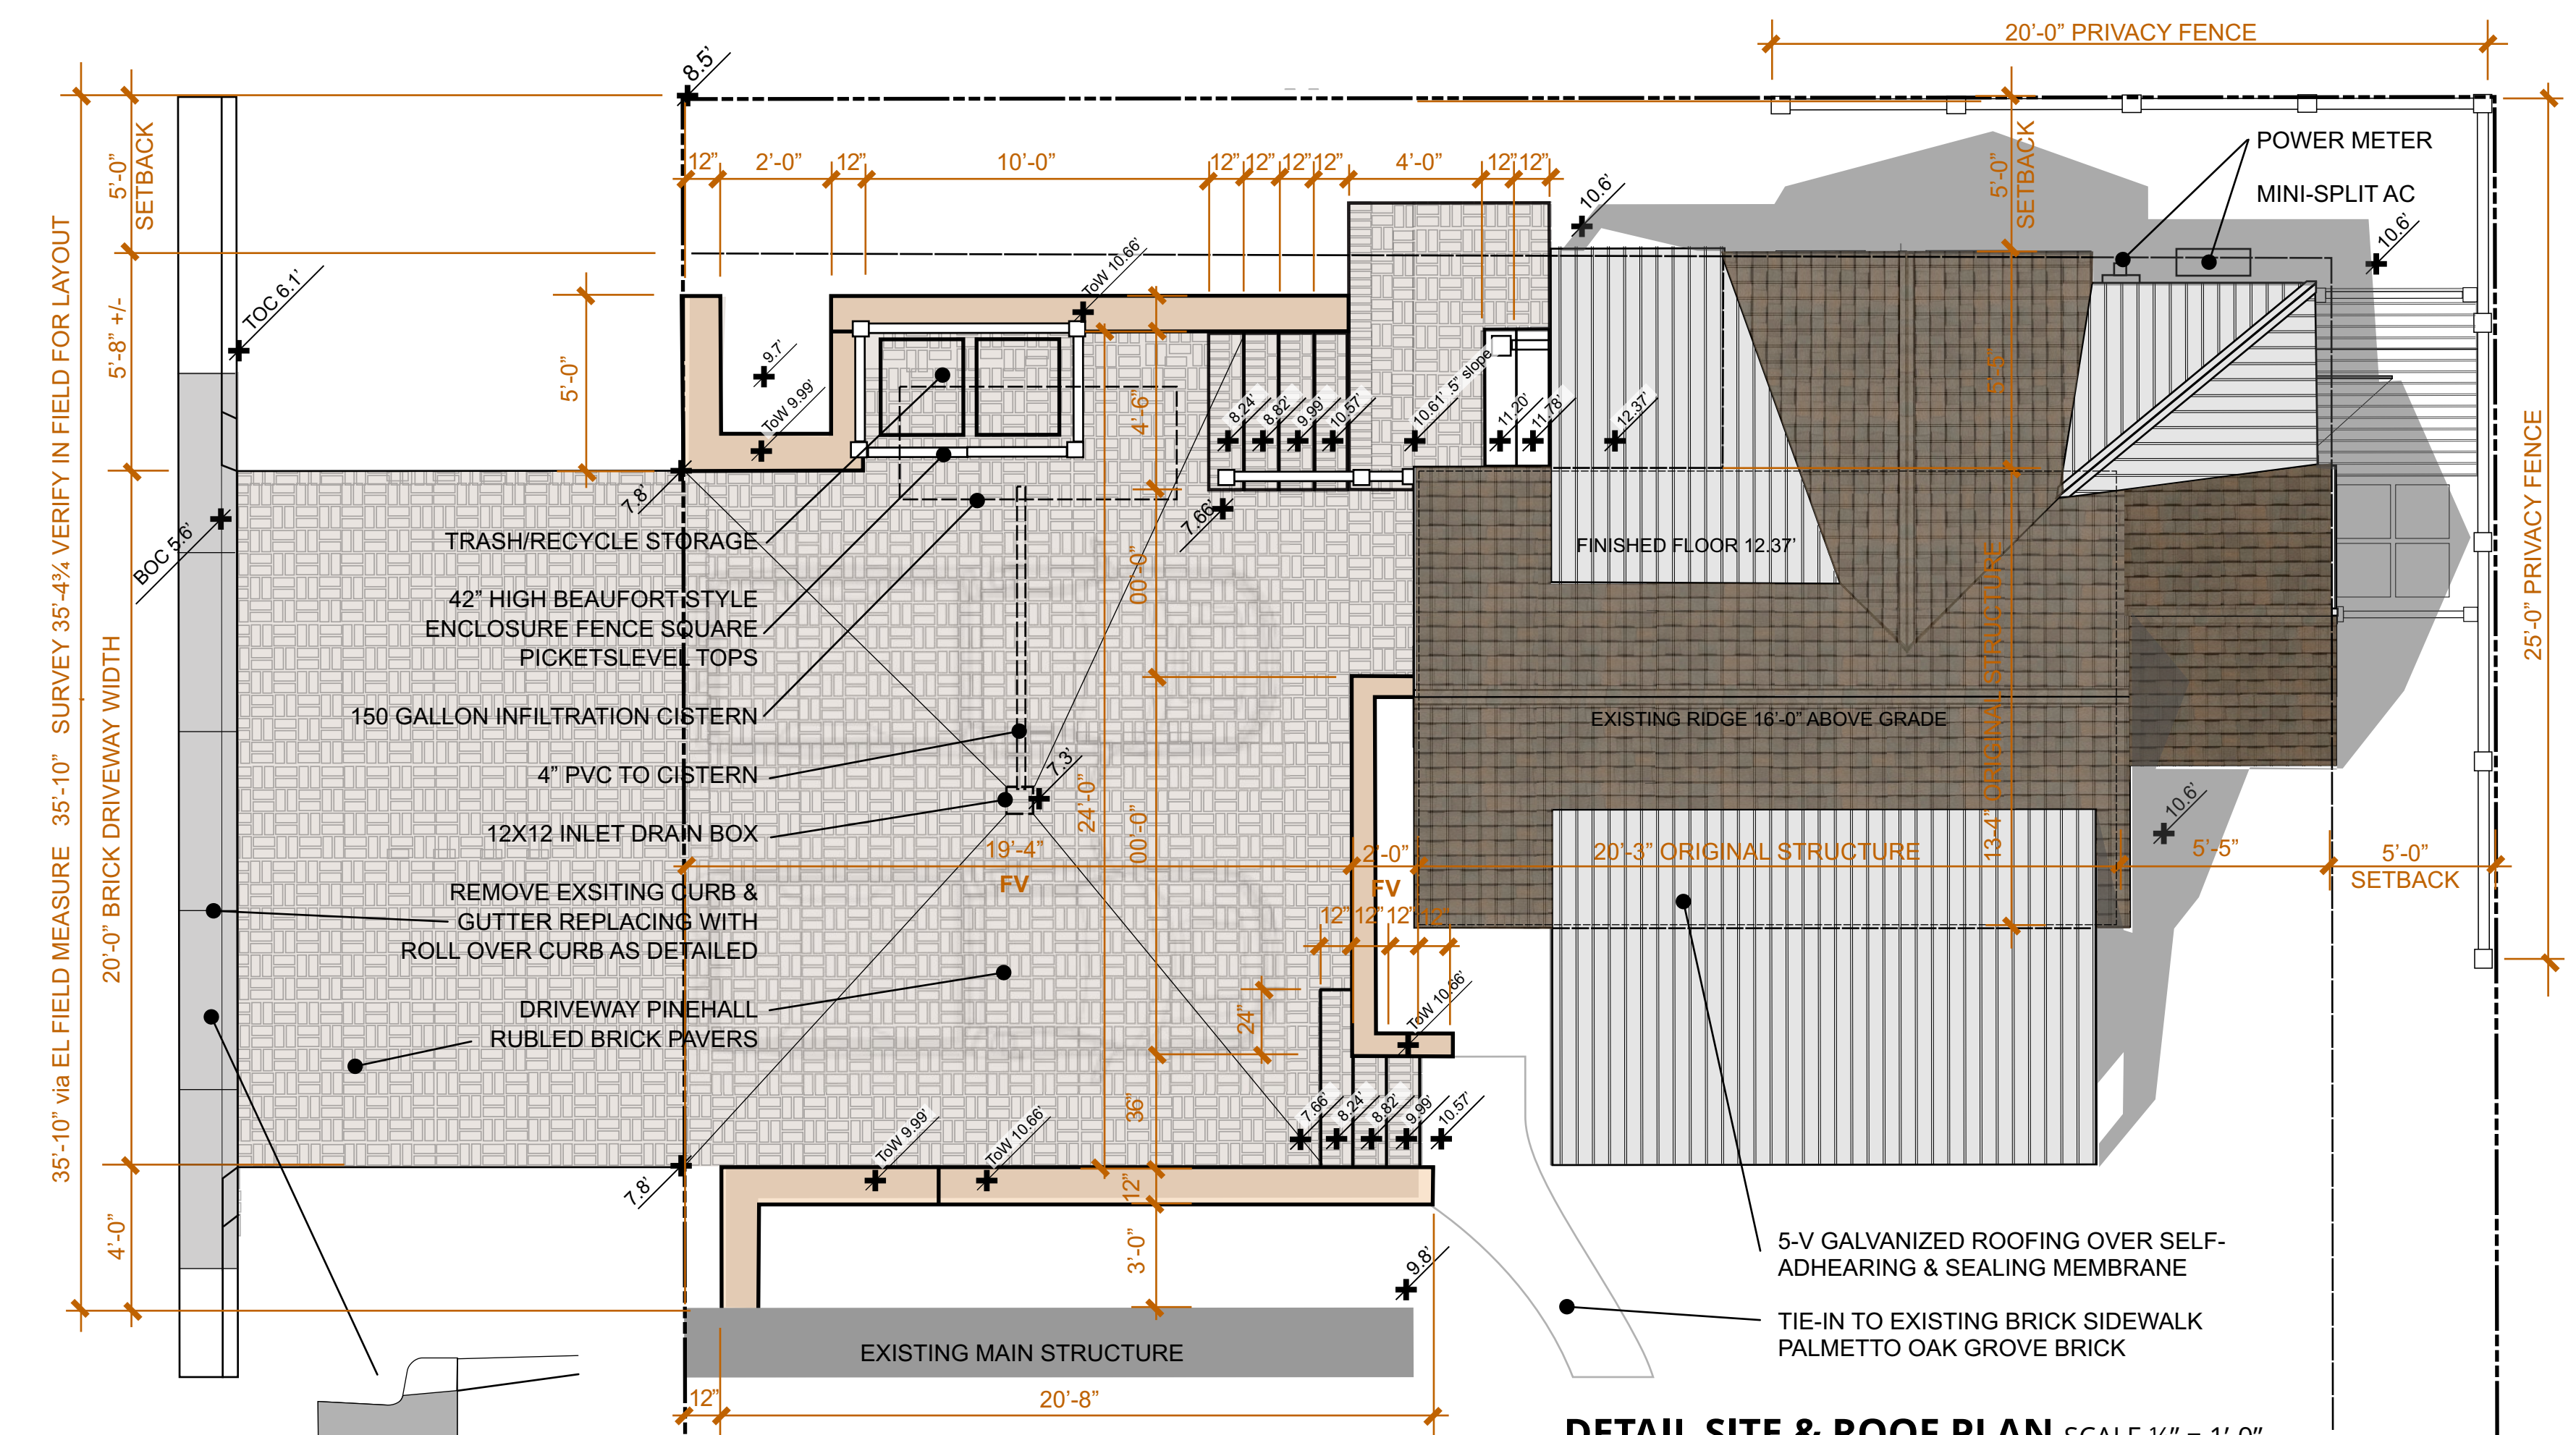 20'-0” PRIVACY FENCE
8.5'
POWER METER
MINI-SPLIT AC
5'-0”
SETBACK
5'-0”
SETBACK
12”
2'-0”
12”
10'-0”
12”
12”
12”
12”
4'-0”
12”
12”
10.6'
10.6'
35'-10” via EL FIELD MEASURE 35'-10” SURVEY 35'-4¾ VERIFY IN FIELD FOR LAYOUT
TOC 6.1'
5'-8” +/-
5'-0”
ToW 10.66'
9.7'
ToW 9.99'
4'-6”
8.24'
8.82'
9.99'
10.57'
10.61' .5” slope
11.20'
11.78'
12.37'
5'-5”
25'-0” PRIVACY FENCE
BOC 5.6'
7.8'
7.66'
TRASH/RECYCLE STORAGE
FINISHED FLOOR 12.37'
42” HIGH BEAUFORT STYLE
ENCLOSURE FENCE SQUARE
PICKETSLEVEL TOPS
00'-0”
20'-0” BRICK DRIVEWAY WIDTH
150 GALLON INFILTRATION CISTERN
EXISTING RIDGE 16'-0” ABOVE GRADE
13-4” ORIGINAL STRUCTURE
4” PVC TO CISTERN
7.3'
24'-0”
00'-0”
10.6'
12X12 INLET DRAIN BOX
19'-4”
FV
2'-0”
FV
20'-3” ORIGINAL STRUCTURE
5'-5”
5'-0”
SETBACK
REMOVE EXSITING CURB &
GUTTER REPLACING WITH
ROLL OVER CURB AS DETAILED
12”
12”
12”
12”
DRIVEWAY PINEHALL
RUBLED BRICK PAVERS
24”
ToW 10.66'
36”
7.66'
8.24'
8.82'
9.99'
10.57'
ToW 9.99'
ToW 10.66'
7.8'
12”
4'-0”
3'-0”
9.8'
5-V GALVANIZED ROOFING OVER SELF-
ADHEARING & SEALING MEMBRANE
TIE-IN TO EXISTING BRICK SIDEWALK
PALMETTO OAK GROVE BRICK
EXISTING MAIN STRUCTURE
12”
20'-8”
DETAIL SITE & ROOF PLAN SCALE ¼” = 1'-0”